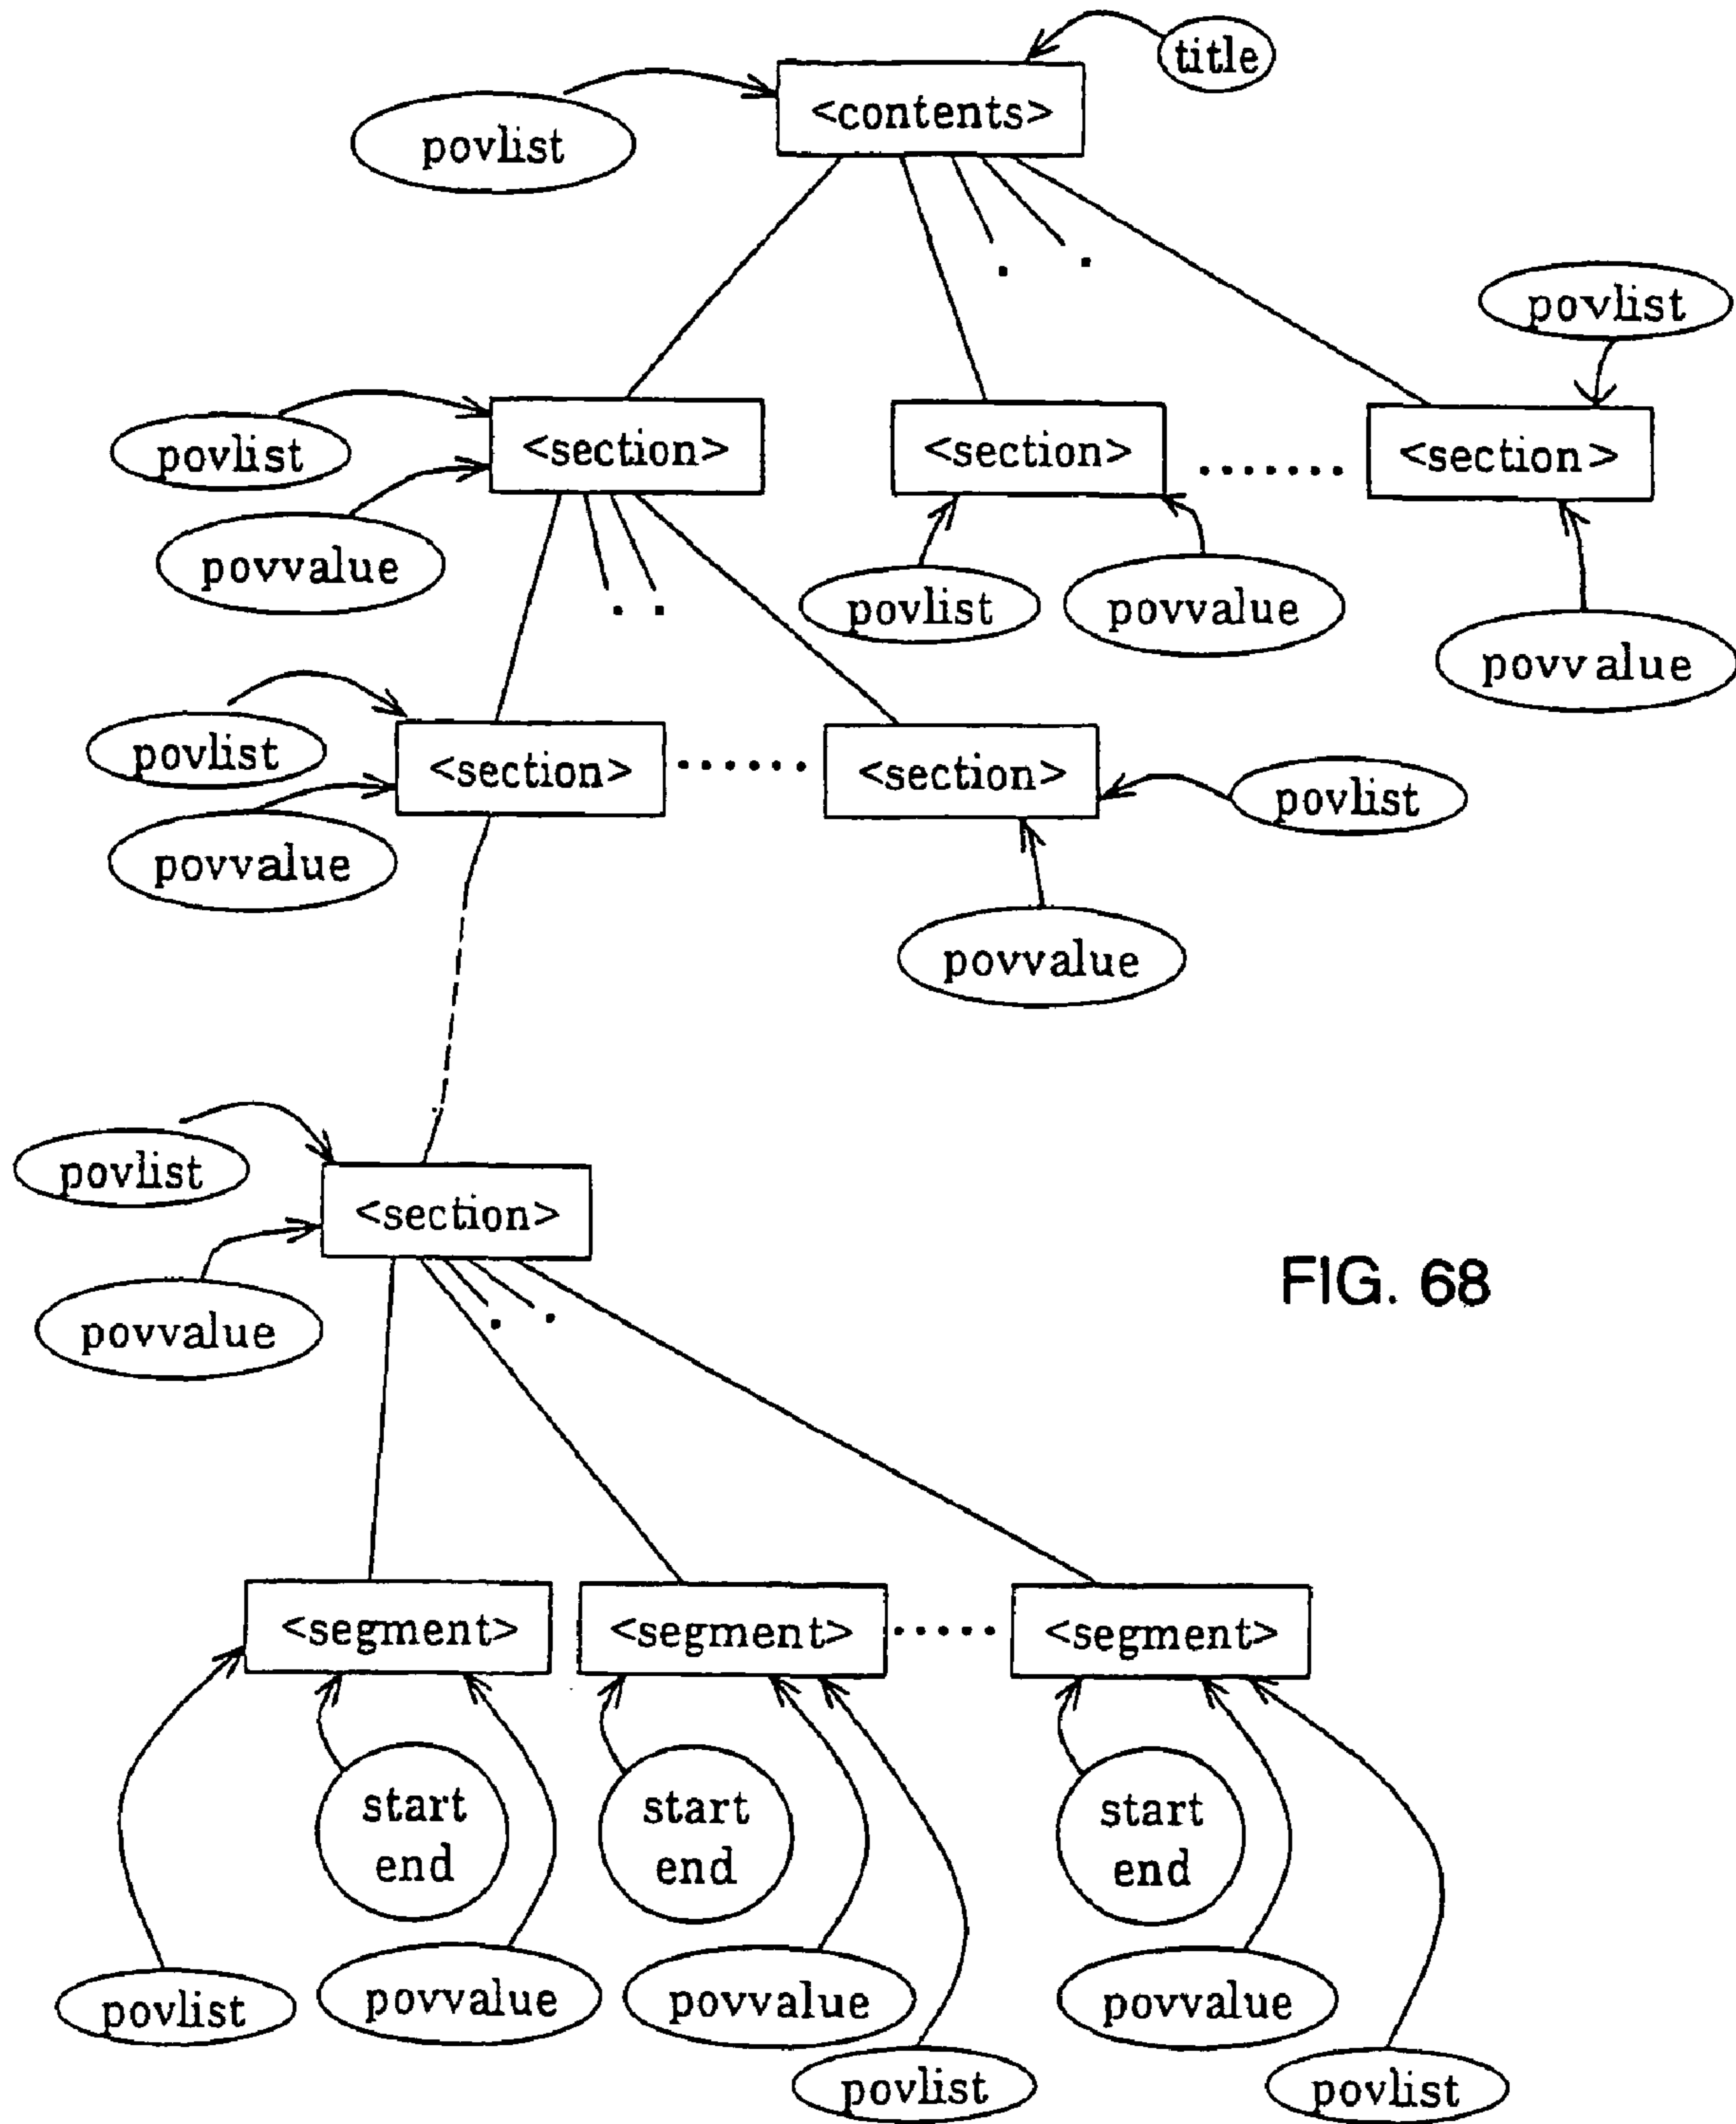 title
<contents>
povlist
povlist
povlist
<section>
<section>
<section>
povvalue
povlist
povvalue
povvalue
povlist
<section>
<section>
povlist
povvalue
povvalue
povlist
<section>
povvalue
FIG. 68
<segment>
<segment>
<segment>
start
end
start
end
start
end
povlist
povvalue
povvalue
povvalue
povlist
povlist